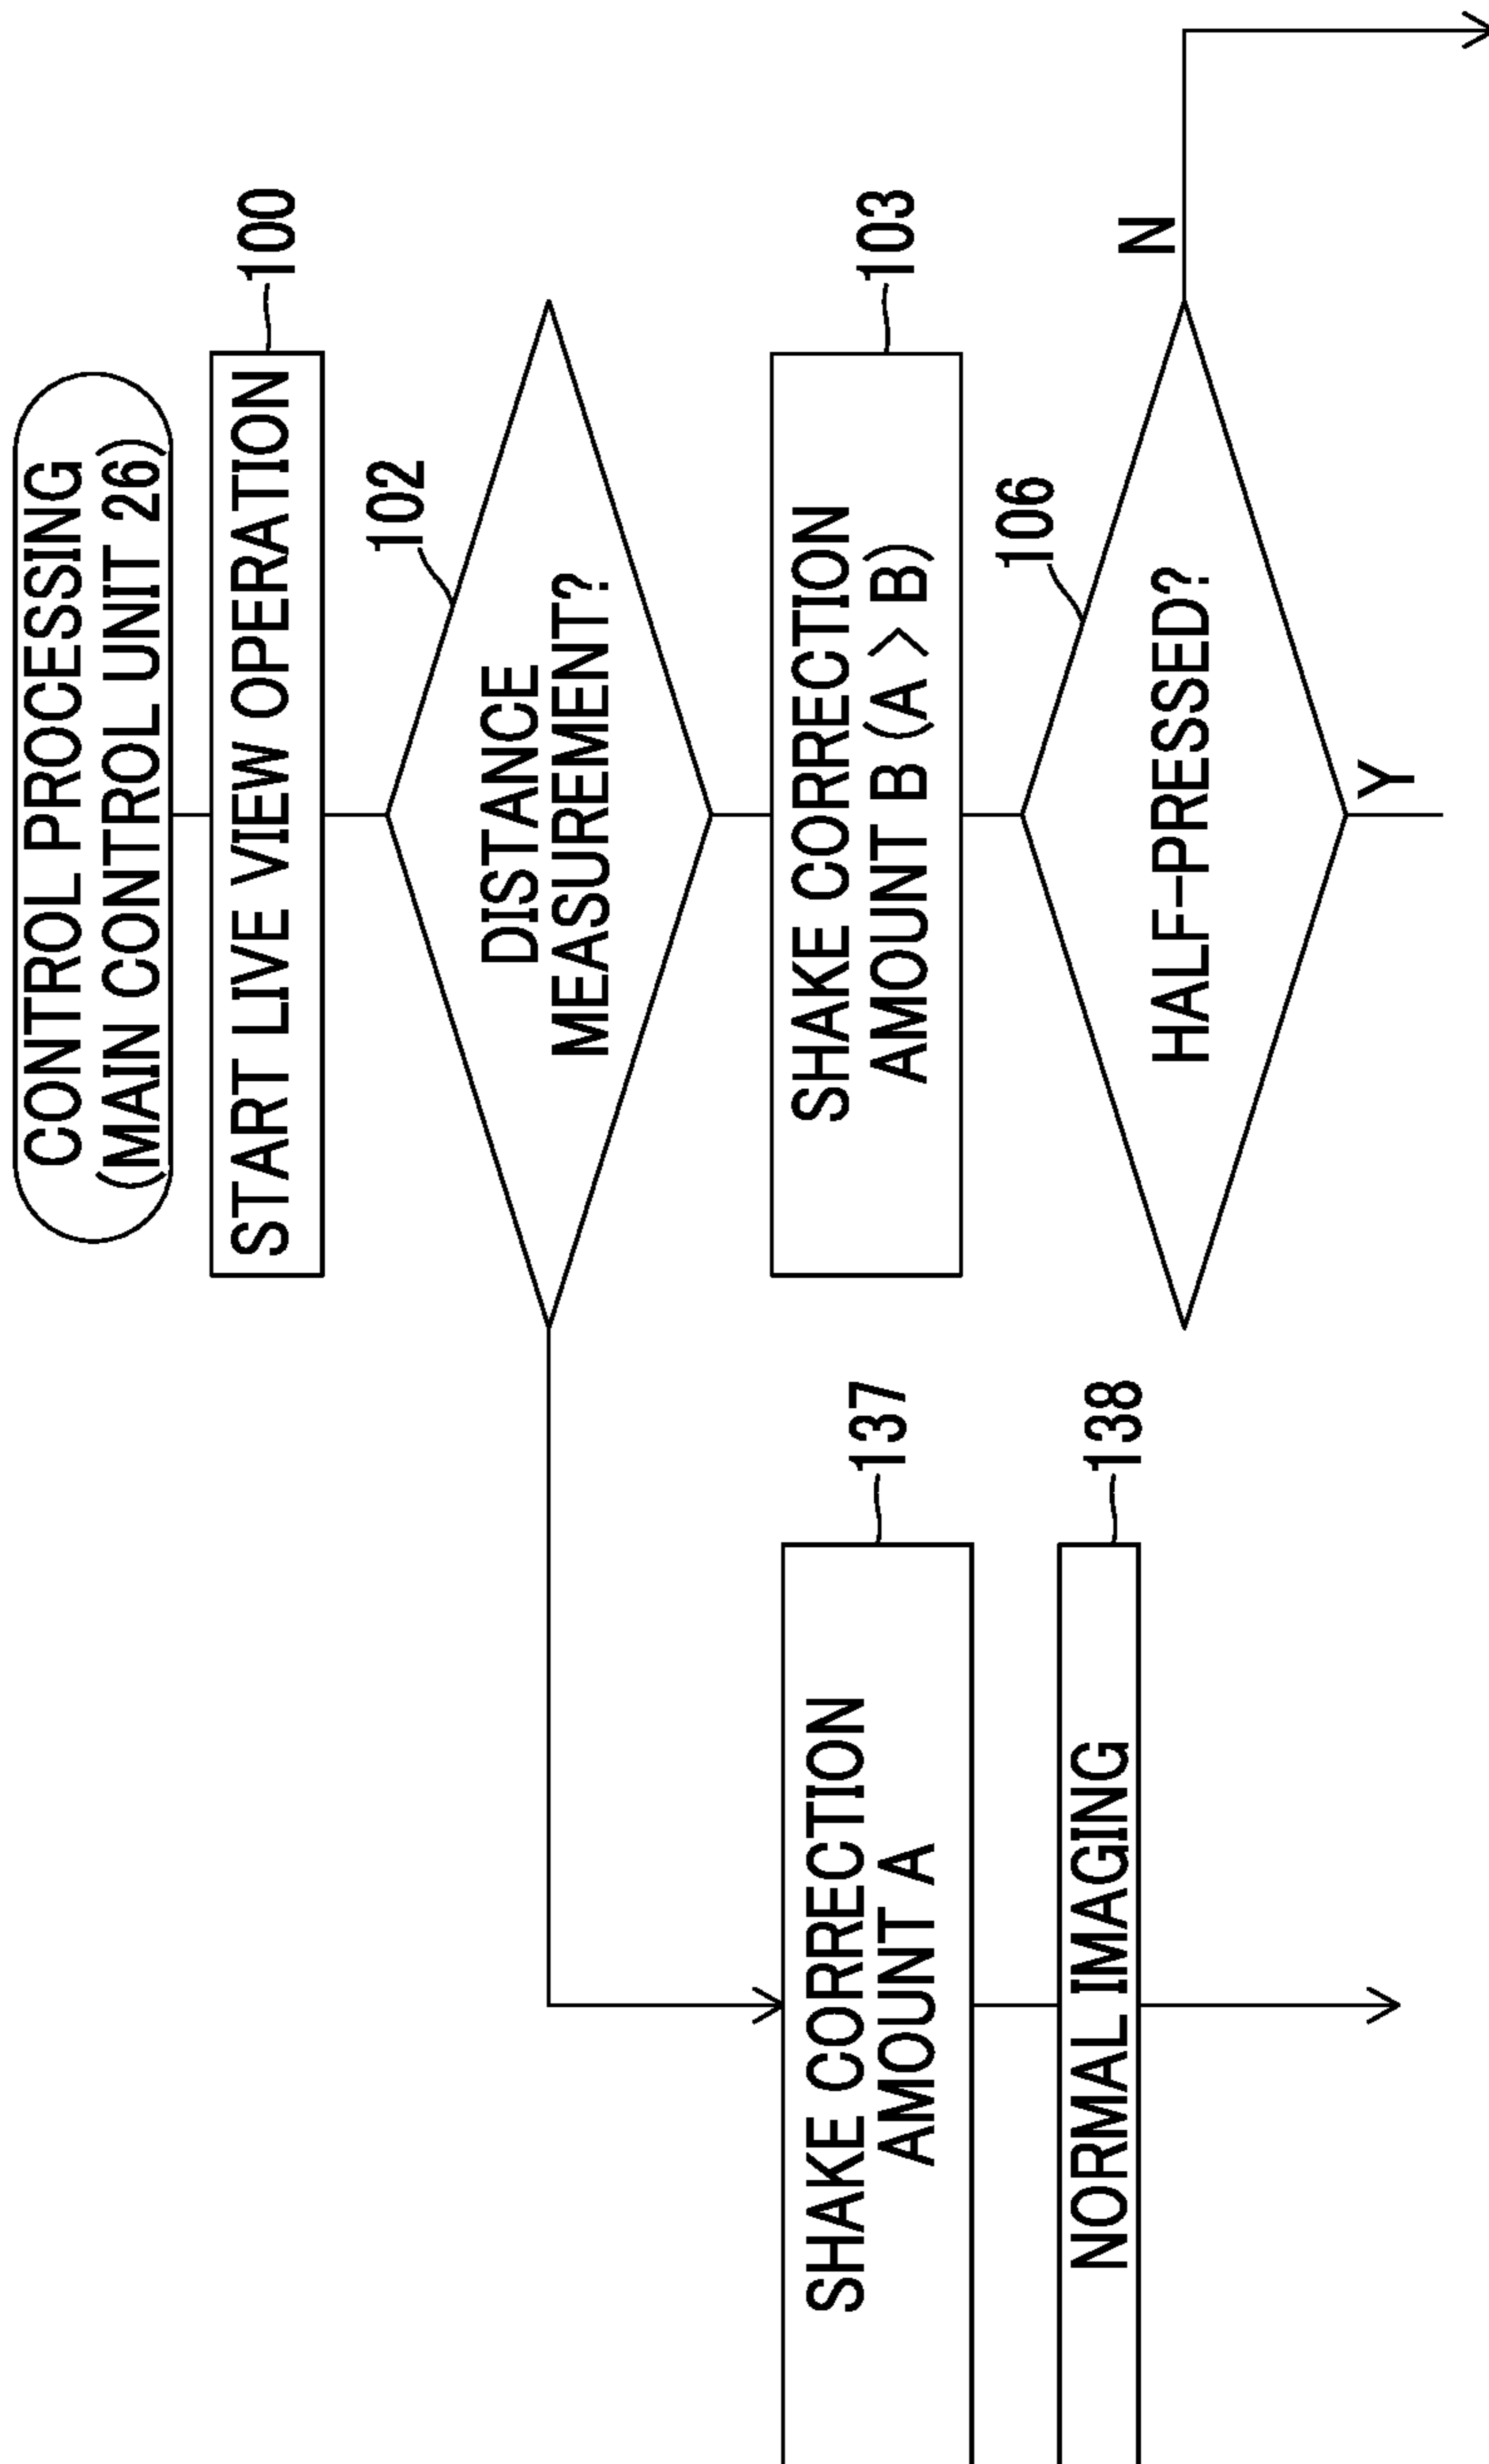 CONTROL PROCESSING
(MAIN CONTROL UNIT 26)
START LIVE VIEW OPERATION
100
102
DISTANCE
MEASUREMENT?
SHAKE CORRECTION
AMOUNT B (A > B)
103
106
HALF-PRESSED?
N
Y
SHAKE CORRECTION
AMOUNT A
137
NORMAL IMAGING
138